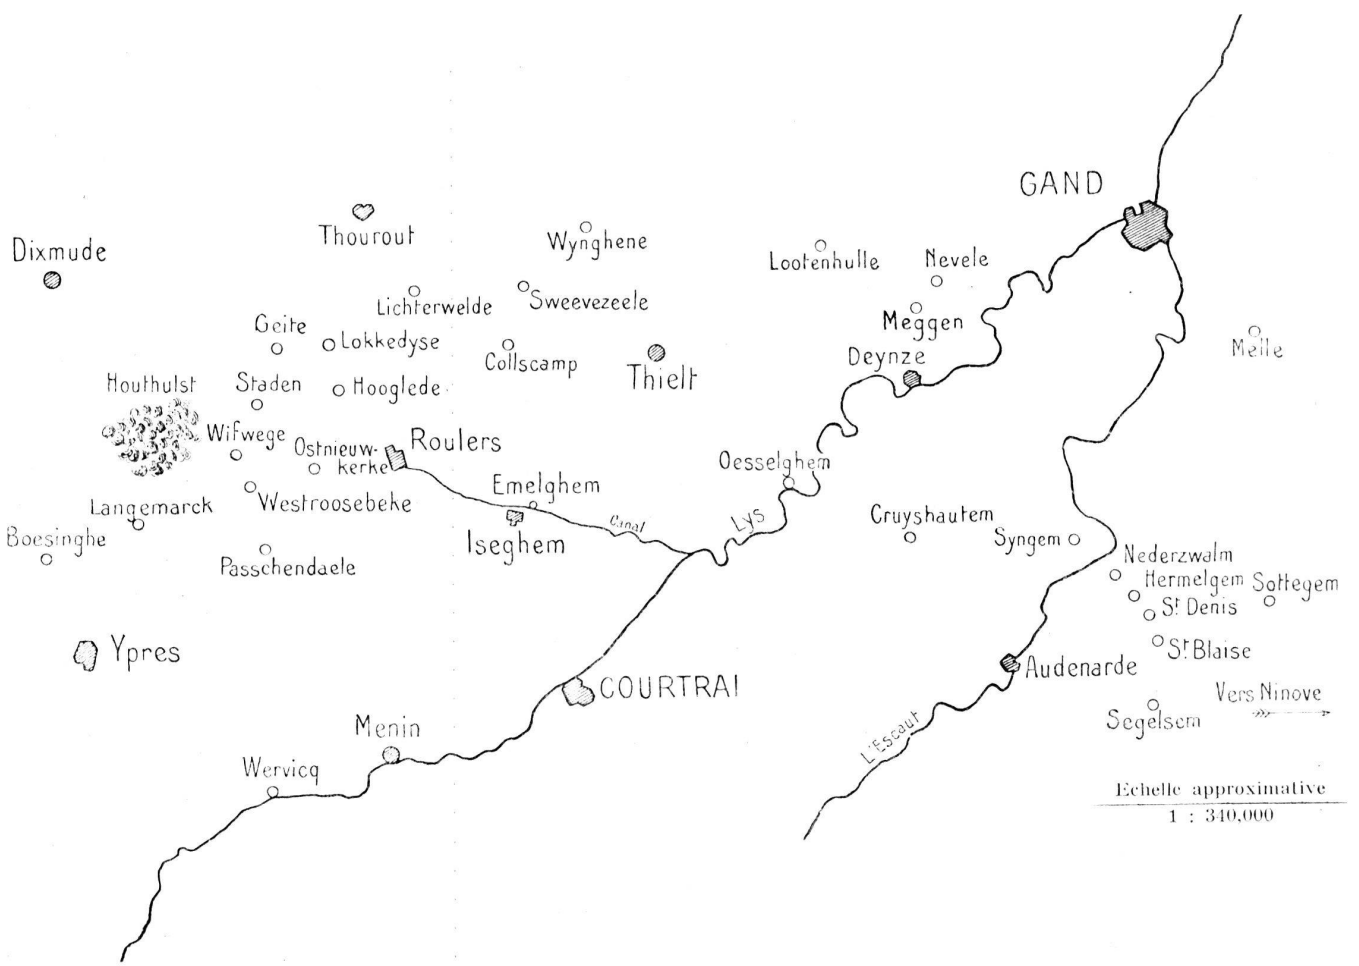 GAND
Thourout
Wynghene
Dixmude
Lootenhulle
Nevele
Lichterwelde
Sweevezeele
Meggen
Geite
Lokkedyse
Collscamp
Thielt
Deynze
Melle
Houthulst
Staden
Hooglede
Wifwege
Ostnieuw-
kerke
Roulers
Oesselghem
Emelghem
Langemarck
Westroosebeke
Canal
Lys
Cruyshautem
Syngem
Boesinghe
Passchendaele
Iseghem
Nederzwalm
Hermelgem
Sottegem
St Denis
Ypres
St Blaise
COURTRAI
Audenarde
Vers Ninove
Segelsem
Menin
L'Escaut
Wervicq
Echelle approximative
1 : 340,000